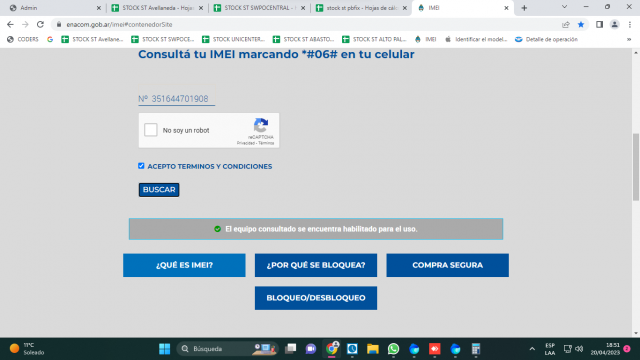 Admin
STOCK ST Avellaneda - Hojas de
STOCK ST SWPOCENTRAL - Ho
stock st pbfix - Hojas de cálc
IMEI
enacom.gob.ar/imei#contenedorSite
CODERS
STOCK ST Avellane...
STOCK ST SWPOCE...
STOCK UNICENTER...
STOCK ST ABASTO...
STOCK ST ALTO PAL...
IMEI
Identificar el model...
Detalle de operación
Consultá tu IMEI marcando *#06# en tu celular
Nº 351644701908
No soy un robot
reCAPTCHA
Privacidad - Términos
ACEPTO TERMINOS Y CONDICIONES
BUSCAR
El equipo consultado se encuentra habilitado para el uso.
¿QUÉ ES IMEI?
¿POR QUÉ SE BLOQUEA?
COMPRA SEGURA
BLOQUEO/DESBLOQUEO
11°C
Soleado
Búsqueda
ESP
LAA
18:51
20/04/2023